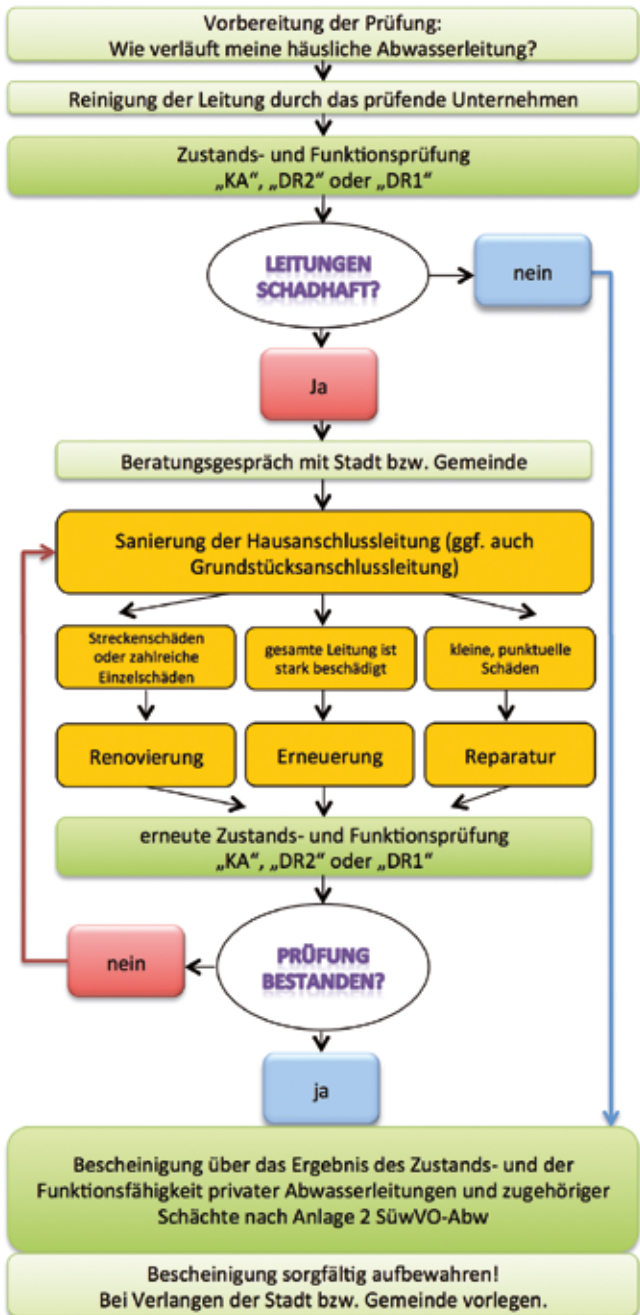 Vorbereitung der Prüfung:
Wie verläuft meine häusliche Abwasserleitung?
Reinigung der Leitung durch das prüfende Unternehmen
Zustands- und Funktionsprüfung
„KA“, „DR2“ oder „DR1“
LEITUNGEN
SCHADHAFT?
nein
Ja
Beratungsgespräch mit Stadt bzw. Gemeinde
Sanierung der Hausanschlussleitung (ggf. auch
Grundstücksanschlussleitung)
Streckenschäden
oder zahlreiche
Einzelschäden
gesamte Leitung ist
stark beschädigt
kleine, punktuelle
Schäden
Renovierung
Erneuerung
Reparatur
erneute Zustands- und Funktionsprüfung
„KA“, „DR2“ oder „DR1“
PRÜFUNG
BESTANDEN?
nein
ja
Bescheinigung über das Ergebnis des Zustands- und der
Funktionsfähigkeit privater Abwasserleitungen und zugehöriger
Schächte nach Anlage 2 SüwVO-Abw
Bescheinigung sorgfältig aufbewahren!
Bei Verlangen der Stadt bzw. Gemeinde vorlegen.